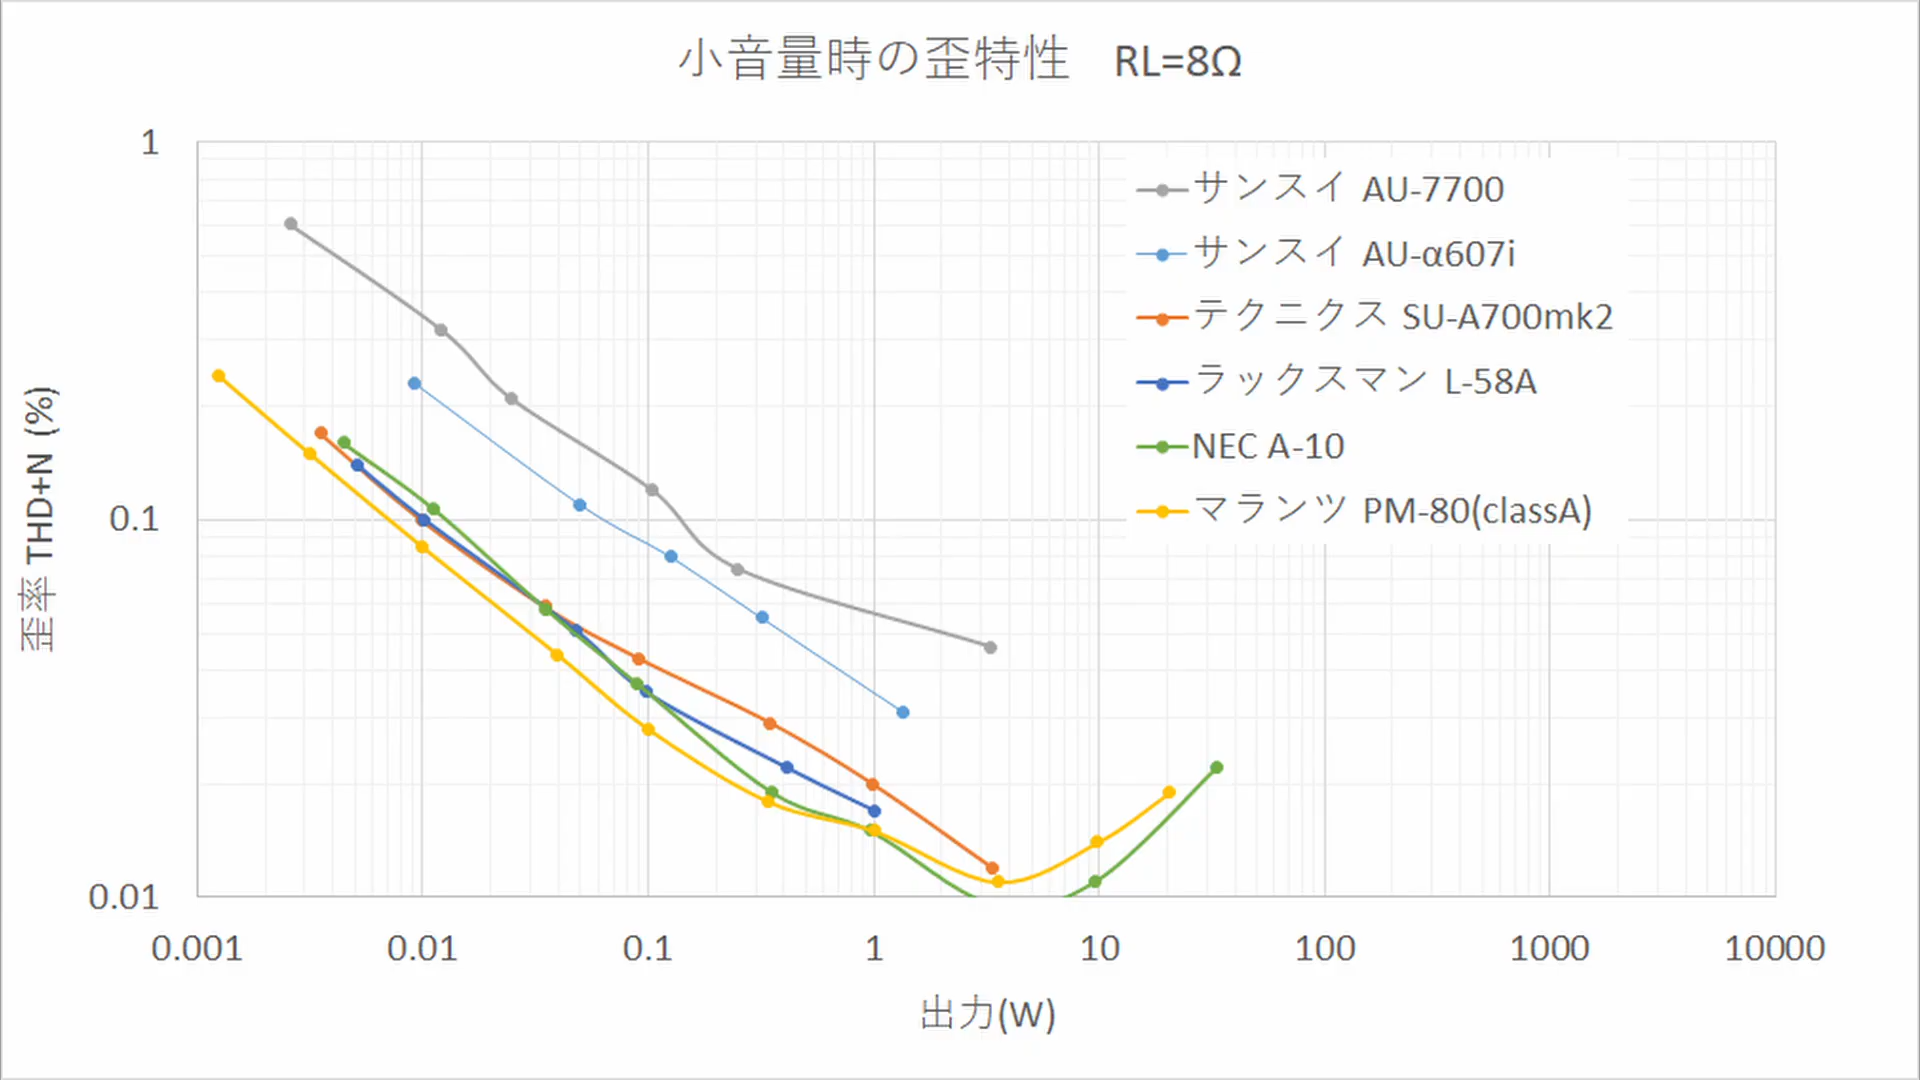 小音量時の歪特性 RL=8Ω
歪率 THD+N (%)
1
0.1
0.01
サンスイ AU-7700
サンスイ AU-α607i
テクニクス SU-A700mk2
ラックスマン L-58A
NEC A-10
マランツ PM-80(classA)
0.001 0.01 0.1 1 10 100 1000 10000
出力(W)